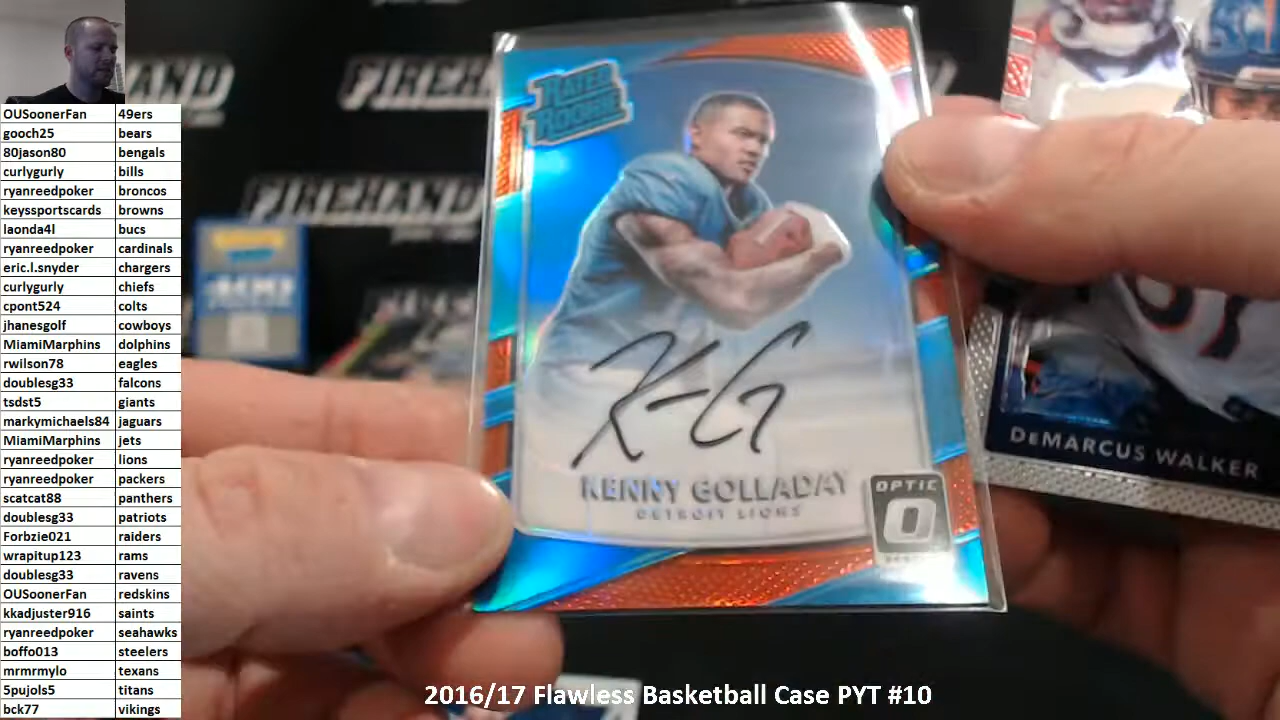 OUSoonerFan 49ers
gooch25 bears
80jason80 bengals
curlygurly bills
ryanreedpoker broncos
keyssportscards browns
laonda4l bucs
ryanreedpoker cardinals
eric.l.snyder chargers
curlygurly chiefs
cpont524 colts
jhanesgolf cowboys
MiamiMarphins dolphins
rwilson78 eagles
doublesg33 falcons
tsdst5 giants
markymichaels84 jaguars
MiamiMarphins jets
ryanreedpoker lions
ryanreedpoker packers
scatcat88 panthers
doublesg33 patriots
Forbzie021 raiders
wrapitup123 rams
doublesg33 ravens
OUSoonerFan redskins
kkadjuster916 saints
ryanreedpoker seahawks
boffo013 steelers
mrmrmylo texans
5pujols5 titans
bck77 vikings
FIREHAND
RATED
ROOKIE
K G
KENNY GOLLADAY
DETROIT LIONS
OPTIC
DEMARCUS WALKER
2016/17 Flawless Basketball Case PYT #10